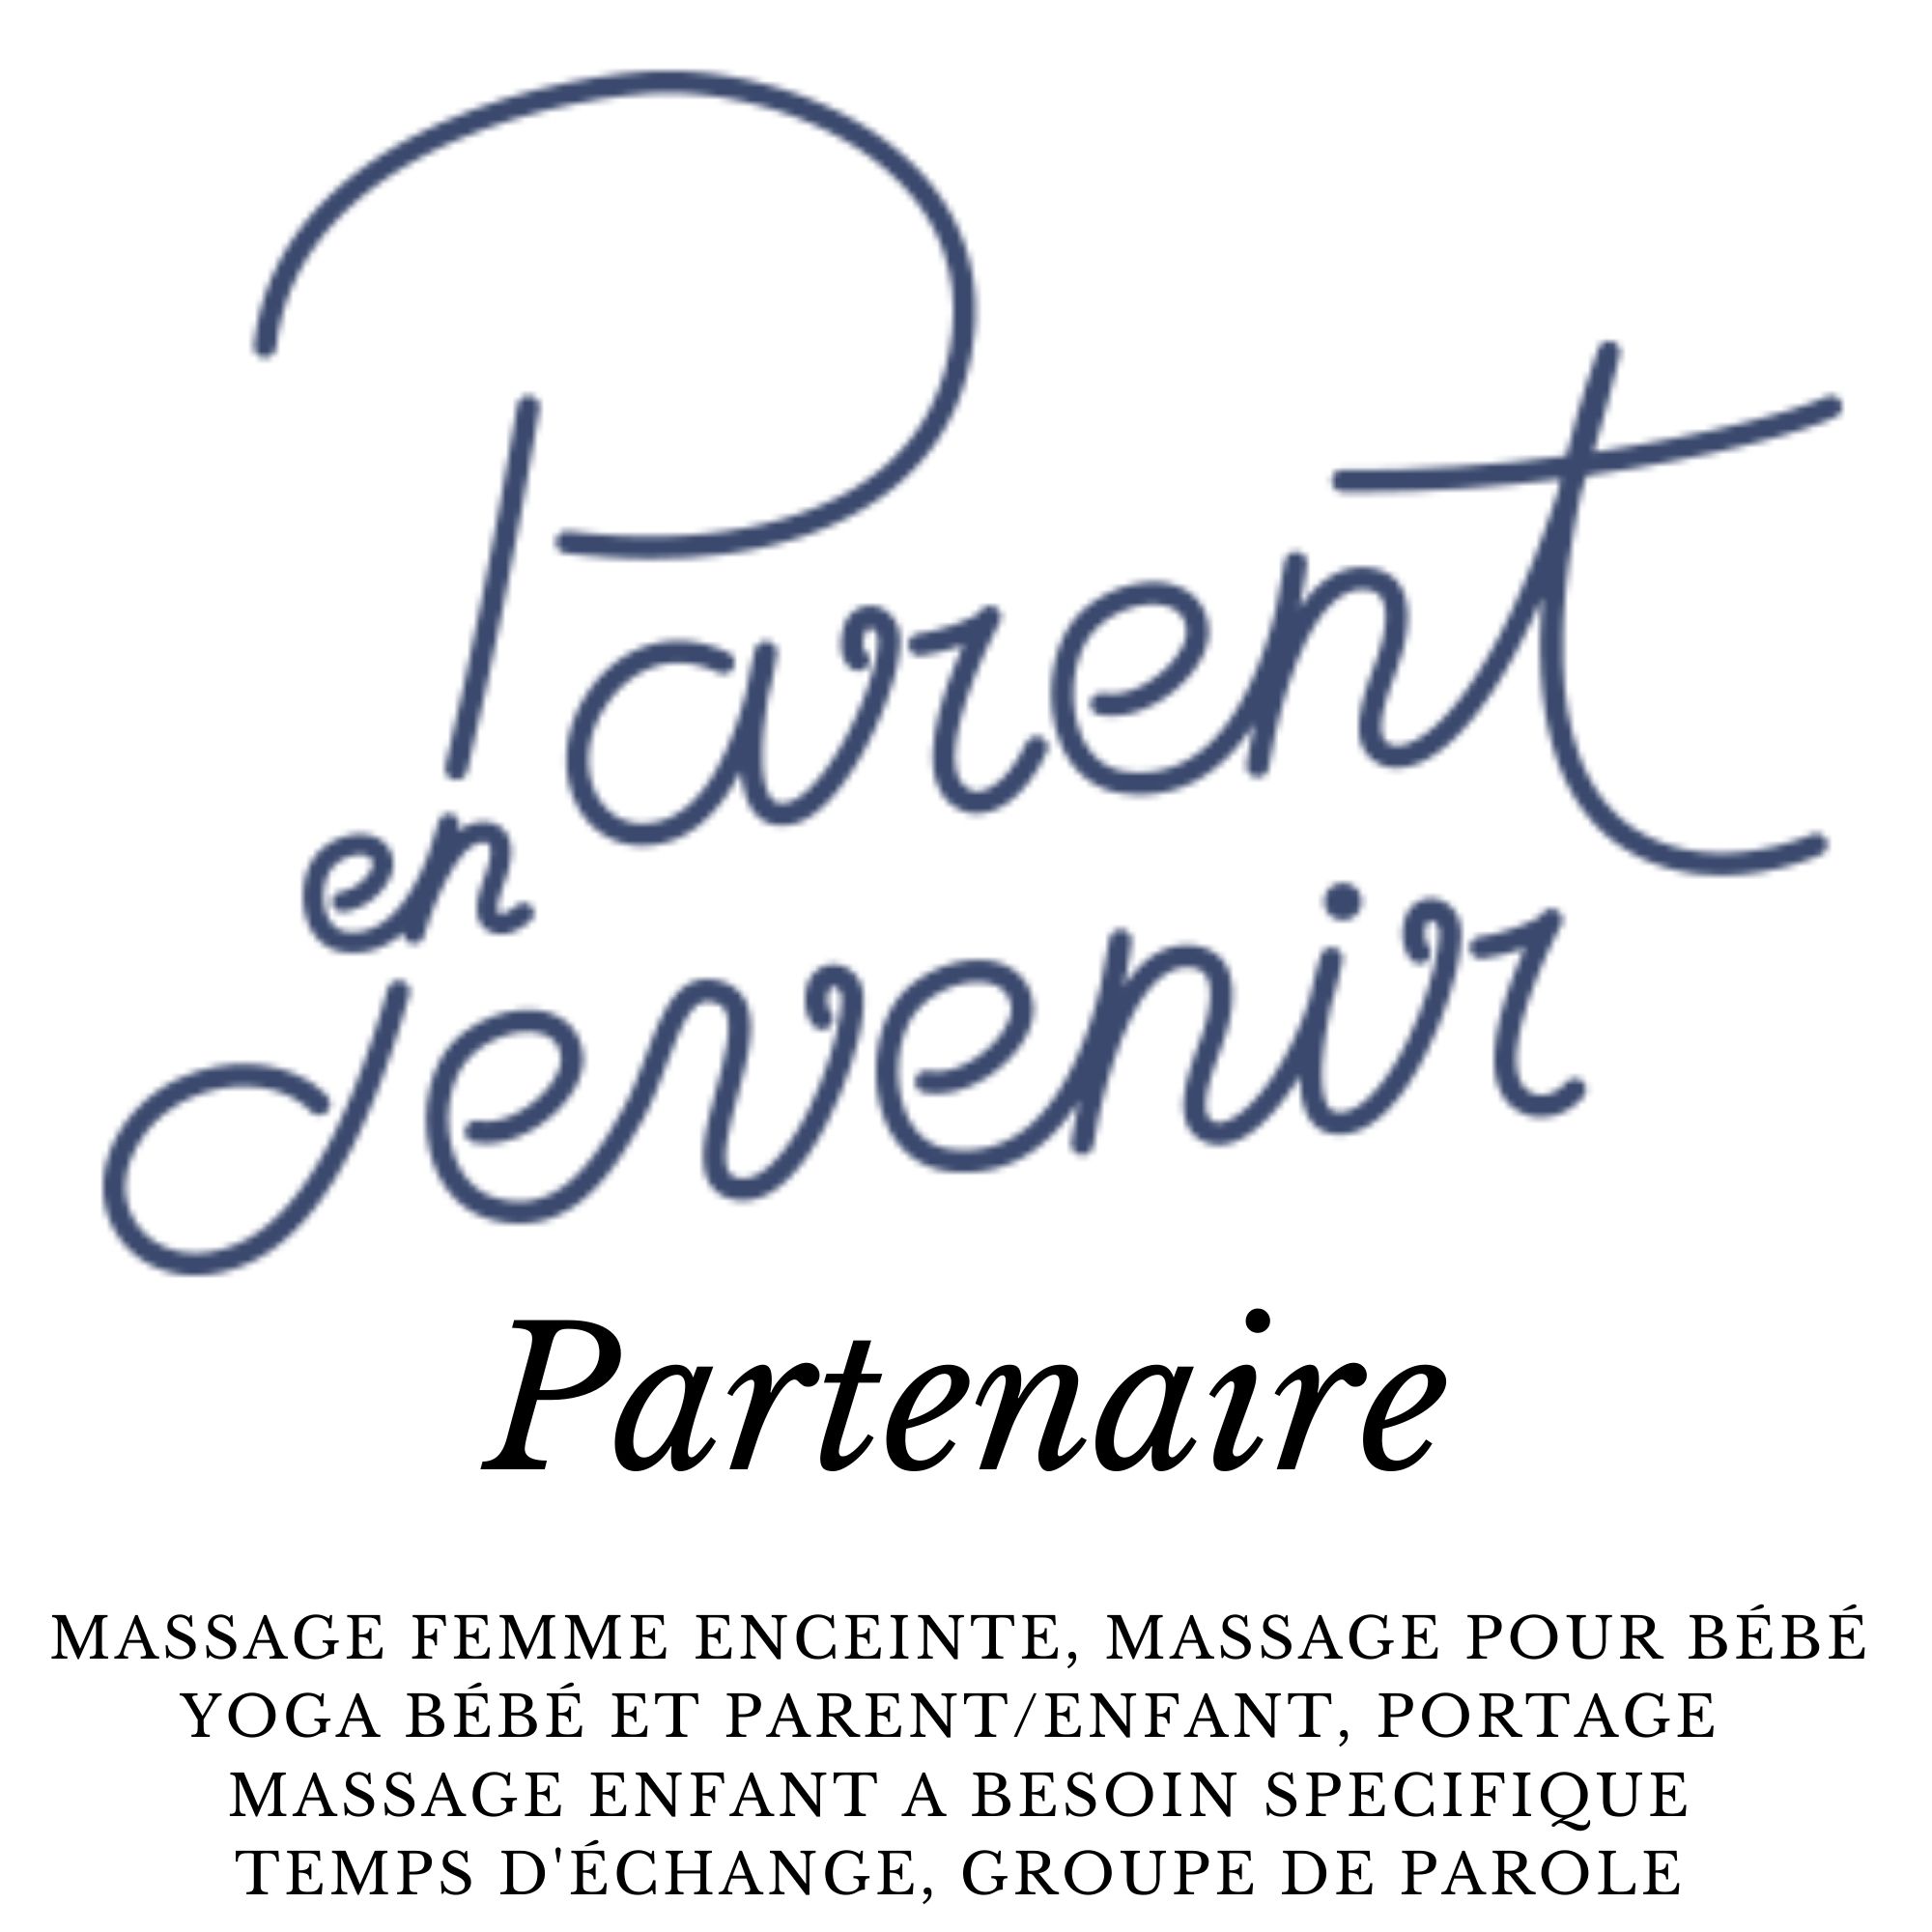 Parent
en
devenir
Partenaire
MASSAGE FEMME ENCEINTE, MASSAGE POUR BÉBÉ
YOGA BÉBÉ ET PARENT/ENFANT, PORTAGE
MASSAGE ENFANT A BESOIN SPECIFIQUE
TEMPS D'ÉCHANGE, GROUPE DE PAROLE